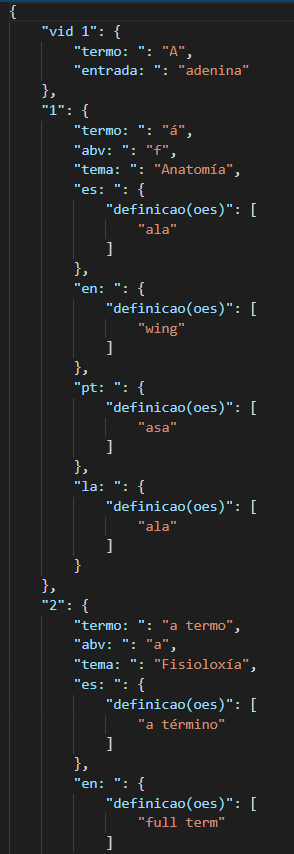 {
"vid 1": {
"termo: ": "A",
"entrada: ": "adenina"
},
"1": {
"termo: ": "á",
"abv: ": "f",
"tema: ": "Anatomía",
"es: ": {
"definicao(oes)": [
"ala"
]
},
"en: ": {
"definicao(oes)": [
"wing"
]
},
"pt: ": {
"definicao(oes)": [
"asa"
]
},
"la: ": {
"definicao(oes)": [
"ala"
]
}
},
"2": {
"termo: ": "a termo",
"abv: ": "a",
"tema: ": "Fisioloxía",
"es: ": {
"definicao(oes)": [
"a término"
]
},
"en: ": {
"definicao(oes)": [
"full term"
]